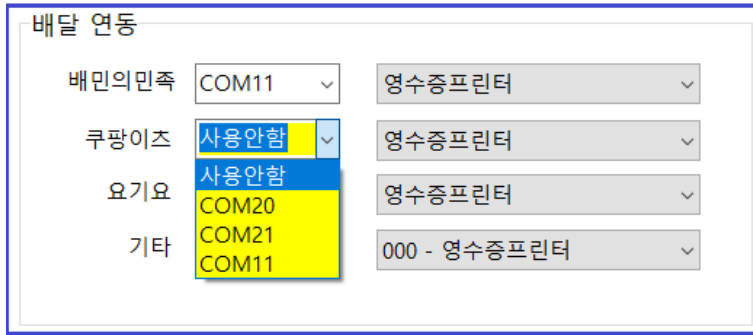 배달 연동
배민의민족 COM11 영수증프린터
쿠팡이츠 사용안함 영수증프린터
사용안함
요기요 영수증프린터
COM20
COM21
기타 000 - 영수증프린터
COM11